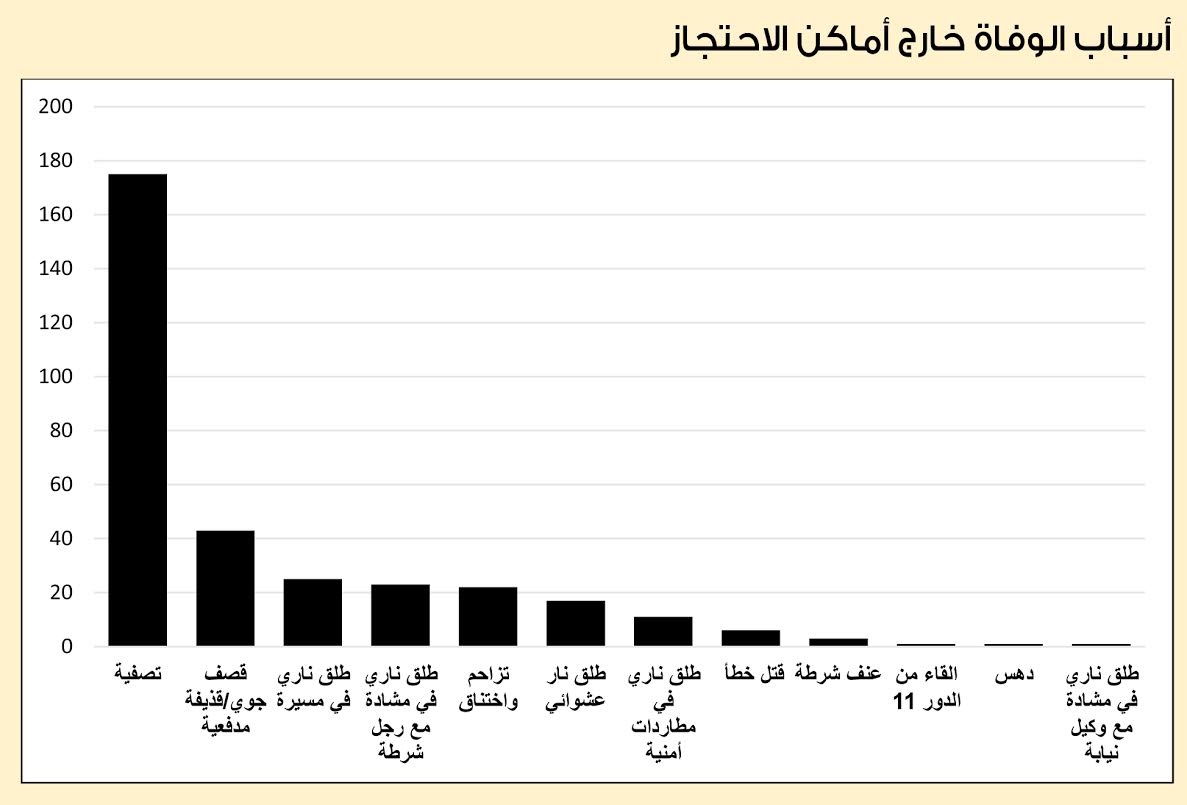 أسباب الوفاة خارج أماكن الاحتجاز
200
180
160
140
120
100
80
60
40
20
0
تصفية
قصف
جوي/قذيفة
مدفعية
طلق ناري
في مسيرة
طلق ناري
في مشادة
مع رجل
شرطة
تزاحم
واختناق
طلق نار
عشوائي
طلق ناري
في
مطاردات
أمنية
قتل خطأ
عنف شرطة
القاء من
الدور 11
دهس
طلق ناري
في مشادة
مع وكيل
نيابة